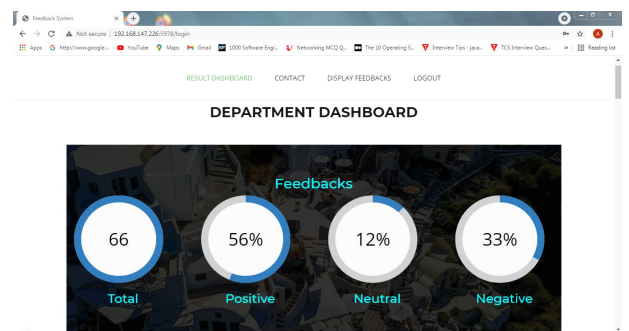 Feedback System
Not secure | 192.168.147.226:5978/login
Apps G http://www.google... YouTube Maps Gmail 1000 Software Engi... Networking MCQ Q... The 10 Operating S... Interview Tips - java... TCS Interview Ques... » Reading list
RESULT DASHBOARD CONTACT DISPLAY FEEDBACKS LOGOUT
DEPARTMENT DASHBOARD
Feedbacks
66 56% 12% 33%
Total Positive Neutral Negative